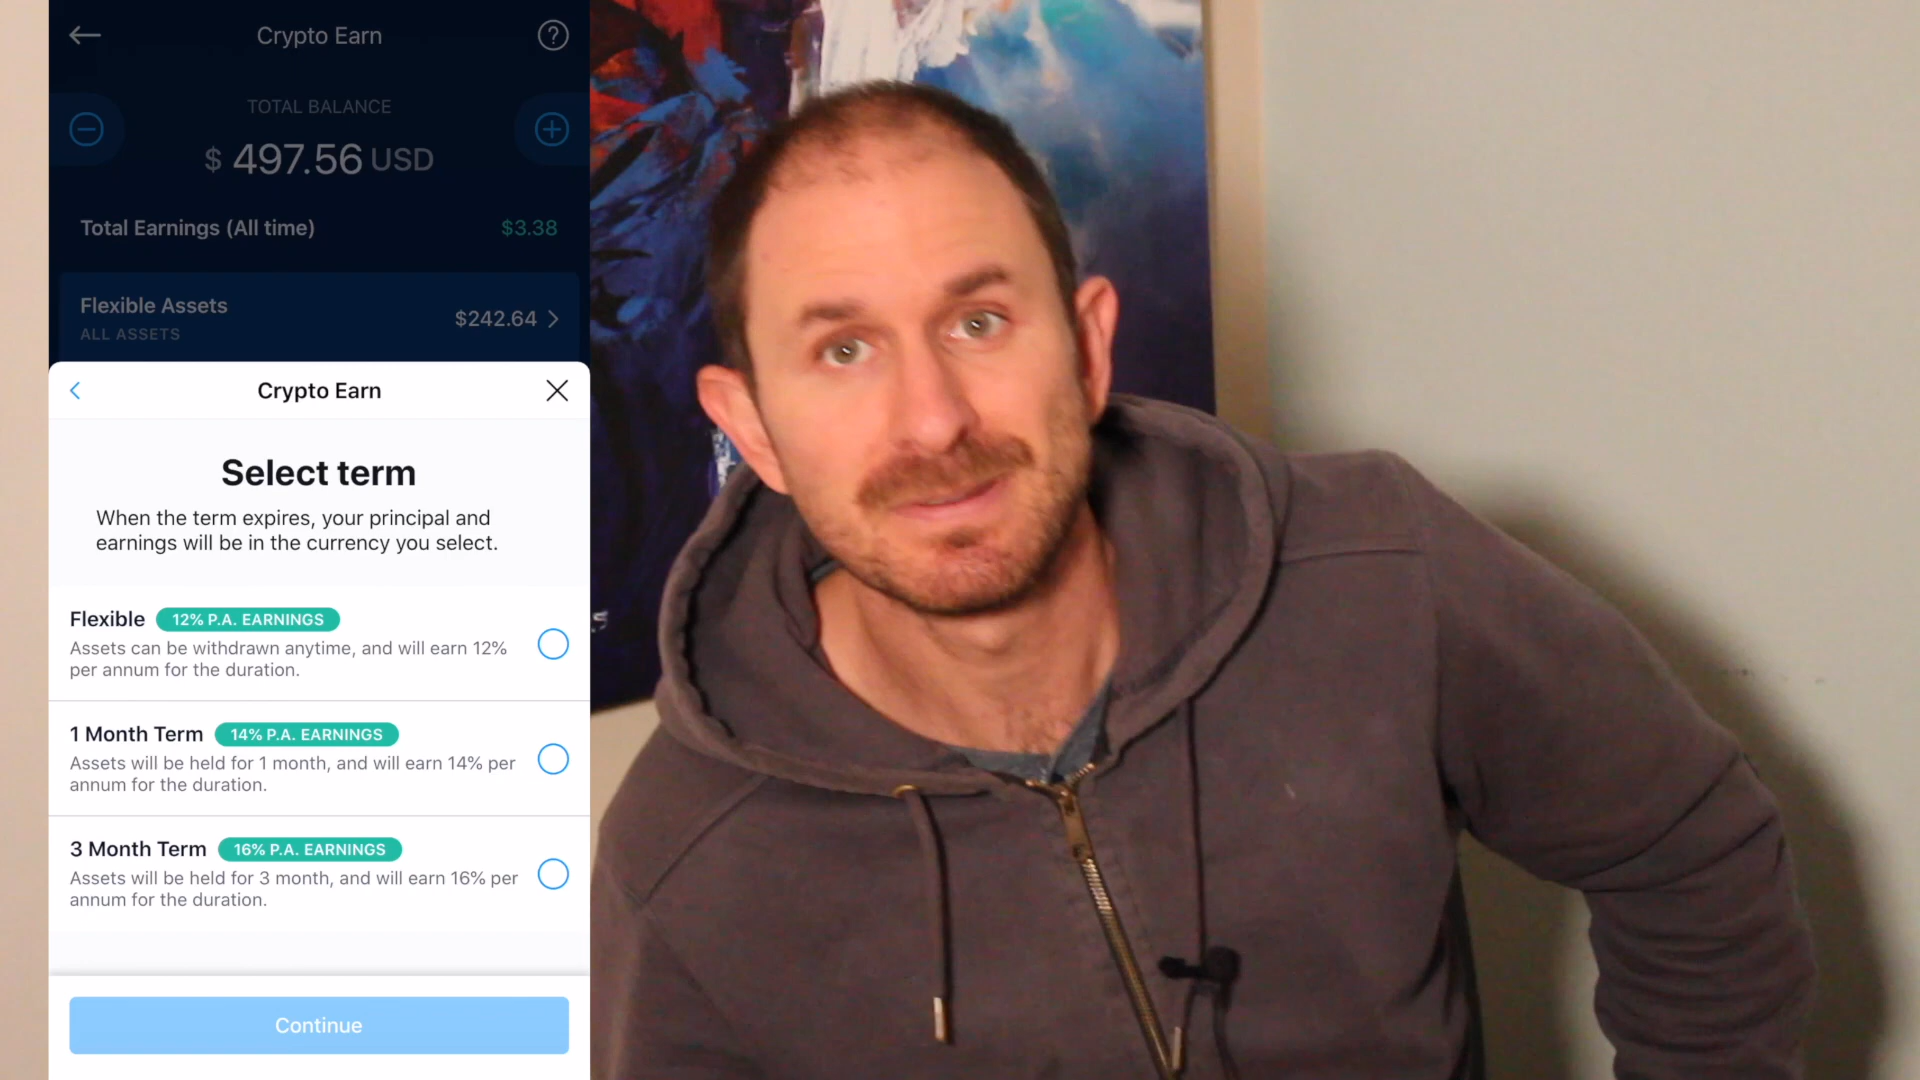 Crypto Earn
?
TOTAL BALANCE
$ 497.56 USD
Total Earnings (All time) $3.38
Flexible Assets
$242.64
ALL ASSETS
Crypto Earn
Select term
When the term expires, your principal and
earnings will be in the currency you select.
Flexible 12% P.A. EARNINGS
Assets can be withdrawn anytime, and will earn 12%
per annum for the duration.
1 Month Term 14% P.A. EARNINGS
Assets will be held for 1 month, and will earn 14% per
annum for the duration.
3 Month Term 16% P.A. EARNINGS
Assets will be held for 3 month, and will earn 16% per
annum for the duration.
Continue